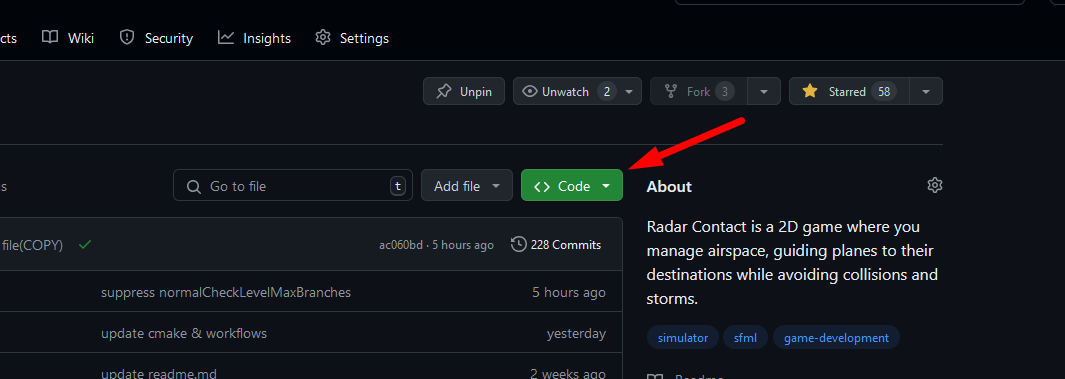 cts Wiki Security Insights Settings
Unpin Unwatch 2 Fork 3 Starred 58
s Go to file t Add file Code About
file(COPY) ac060bd · 5 hours ago 228 Commits
suppress normalCheckLevelMaxBranches 5 hours ago
update cmake & workflows yesterday
update readme.md 2 weeks ago
Radar Contact is a 2D game where you
manage airspace, guiding planes to their
destinations while avoiding collisions and
storms.
simulator sfml game-development
Readme